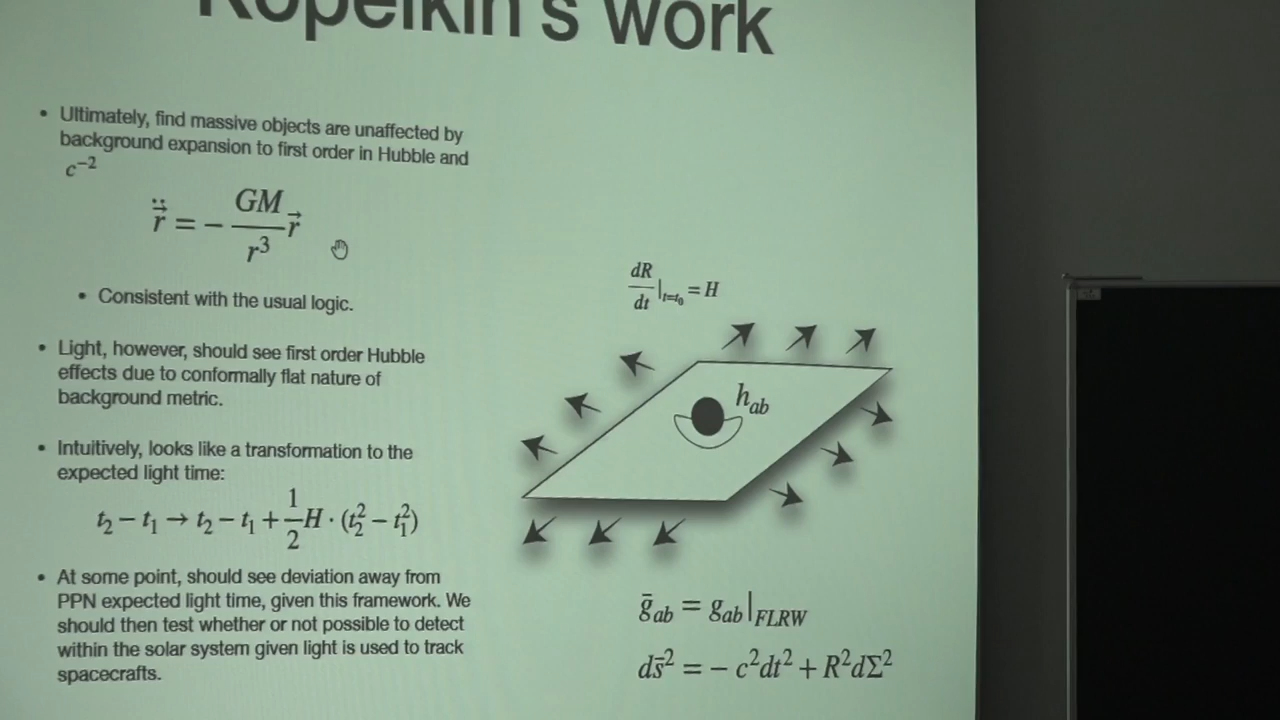 Kopeikin's work
• Ultimately, find massive objects are unaffected by
background expansion to first order in Hubble and
c⁻²
r⃗̈ = − GM/r³ r⃗
• Consistent with the usual logic.
• Light, however, should see first order Hubble
effects due to conformally flat nature of
background metric.
• Intuitively, looks like a transformation to the
expected light time:
t₂ − t₁ → t₂ − t₁ + 1/2 H · (t₂² − t₁²)
• At some point, should see deviation away from
PPN expected light time, given this framework. We
should then test whether or not possible to detect
within the solar system given light is used to track
spacecrafts.
dR/dt |ₜ₌ₜ₀ = H
h_ab
ḡ_ab = g_ab|_FLRW
ds̄² = − c²dt² + R²dΣ²